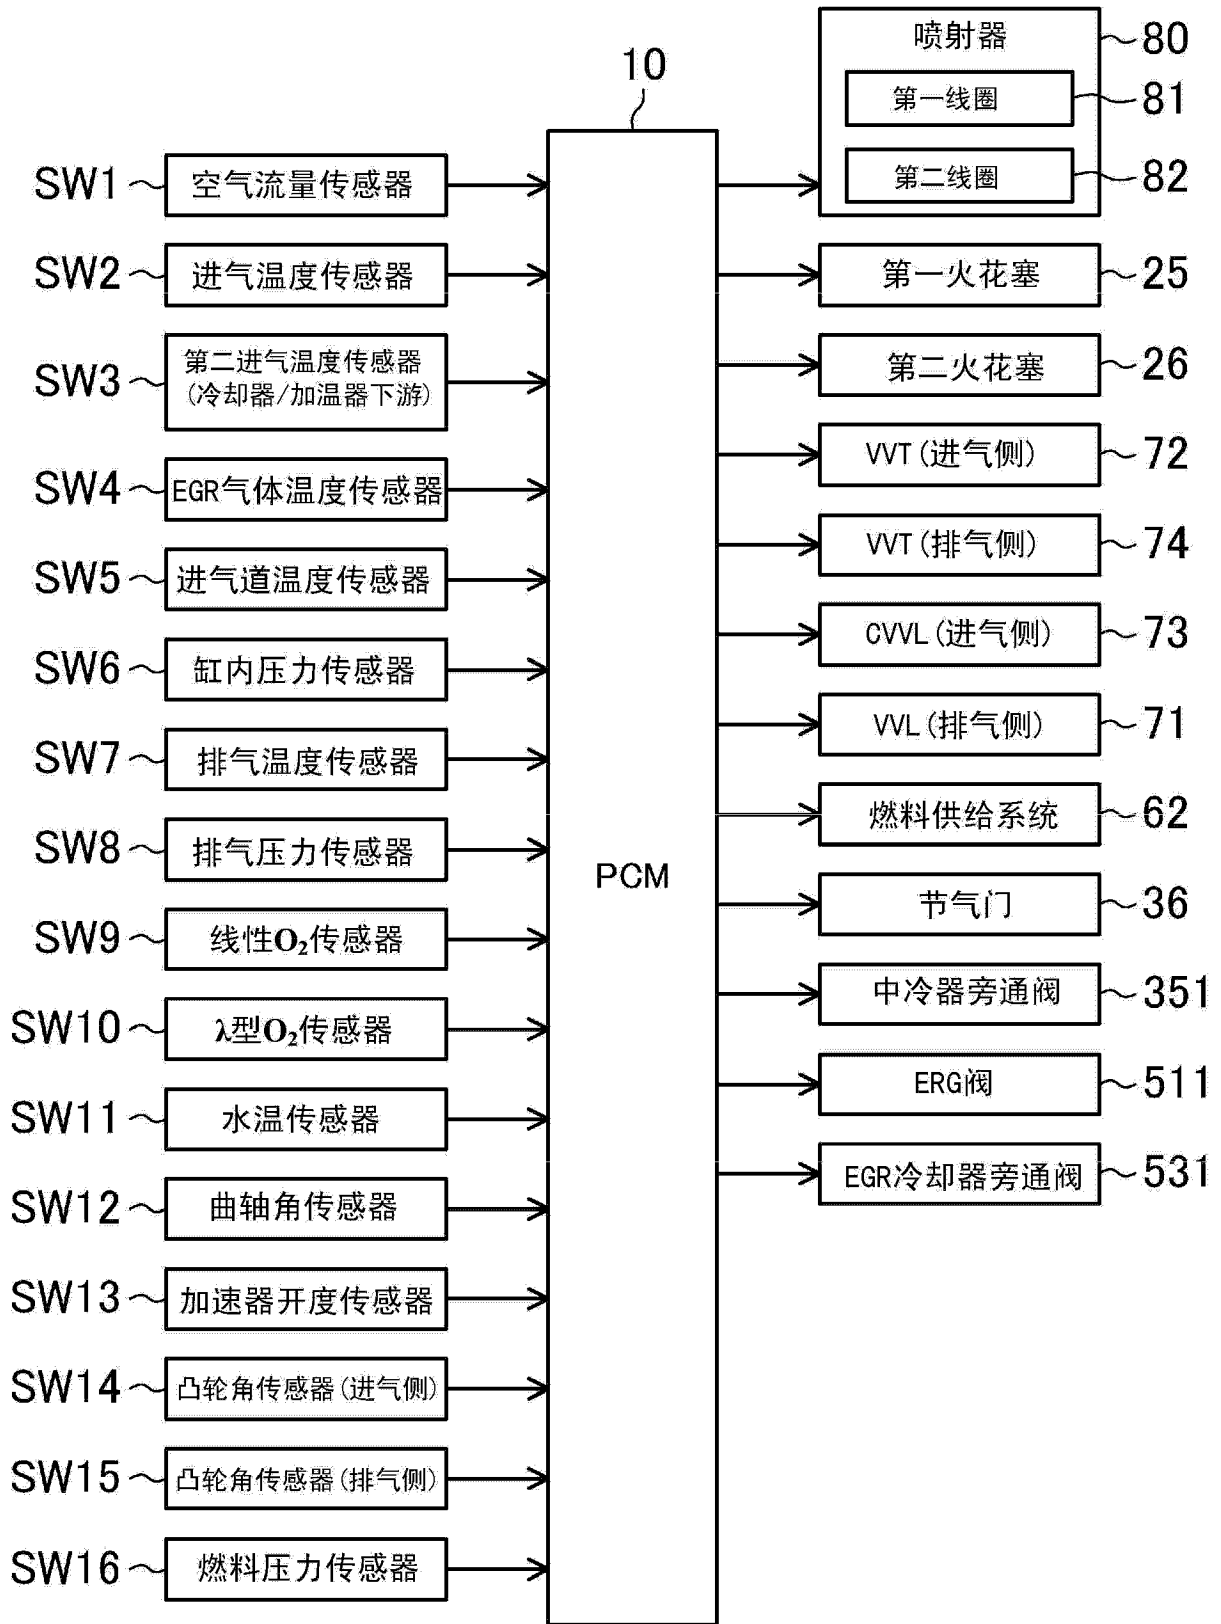 10
PCM
SW1 空气流量传感器
SW2 进气温度传感器
SW3 第二进气温度传感器
(冷却器/加温器下游)
SW4 EGR气体温度传感器
SW5 进气道温度传感器
SW6 缸内压力传感器
SW7 排气温度传感器
SW8 排气压力传感器
SW9 线性O₂传感器
SW10 λ型O₂传感器
SW11 水温传感器
SW12 曲轴角传感器
SW13 加速器开度传感器
SW14 凸轮角传感器(进气侧)
SW15 凸轮角传感器(排气侧)
SW16 燃料压力传感器
喷射器 80
第一线圈 81
第二线圈 82
第一火花塞 25
第二火花塞 26
VVT(进气侧) 72
VVT(排气侧) 74
CVVL(进气侧) 73
VVL(排气侧) 71
燃料供给系统 62
节气门 36
中冷器旁通阀 351
ERG阀 511
EGR冷却器旁通阀 531